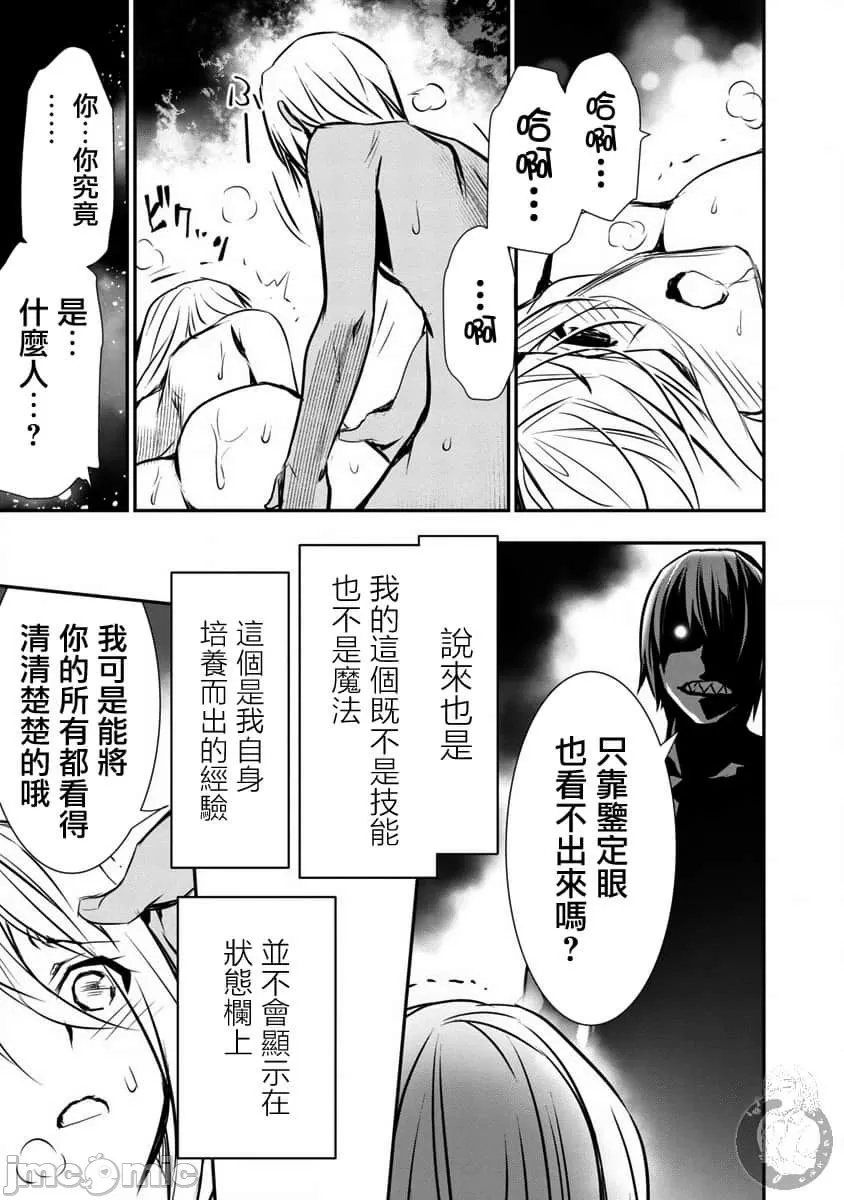 哈啊…
哈啊…
…啊…
ふ、
ビクッ
你…你究竟
……
是…
什麼人…?
只靠鑒定眼
也看不出來嗎?
說來也是
我的這個既不是技能
也不是魔法
這個是我自身
培養而出的經驗
並不會顯示在
狀態欄上
我可是能將
你的所有都看得
清清楚楚的哦
jmcomic